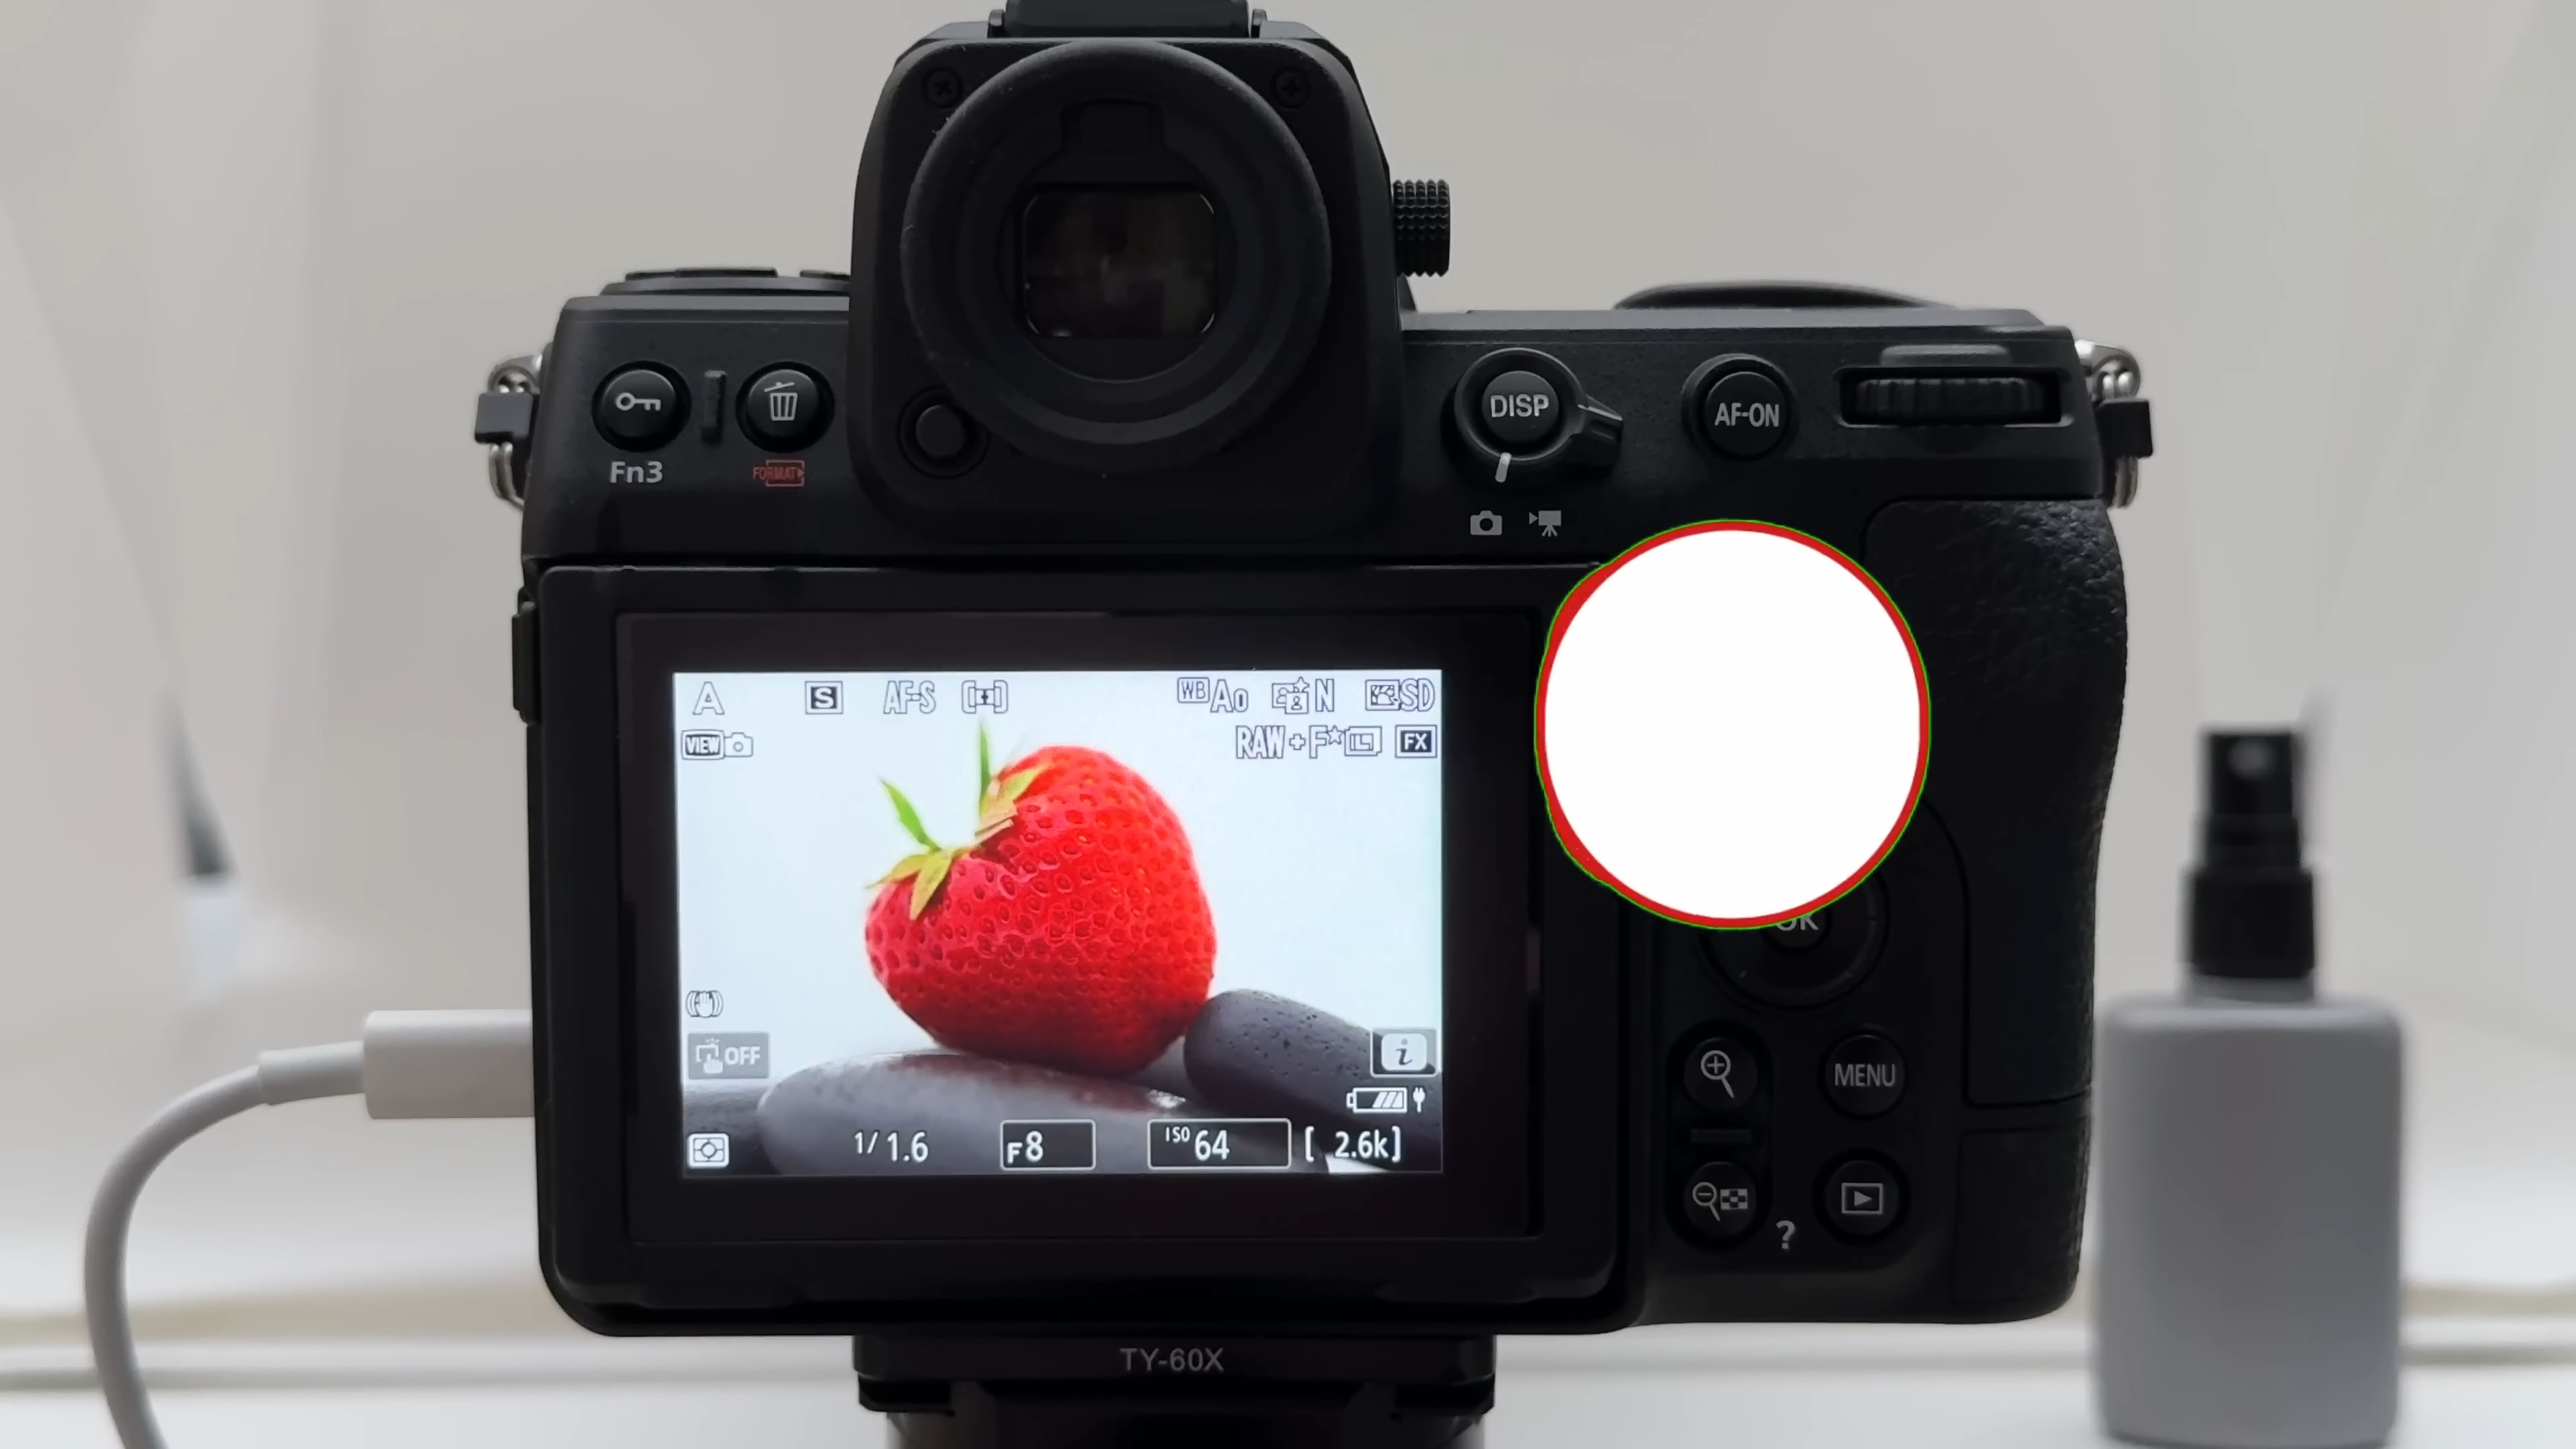 DISP
AF-ON
Fn3
FORMAT
A S AF-S WB A0 N SD
VIEW RAW+F★ L FX
OK
OFF i
MENU
1/1.6 F8 ISO 64 [ 2.6k]
?
TY-60X